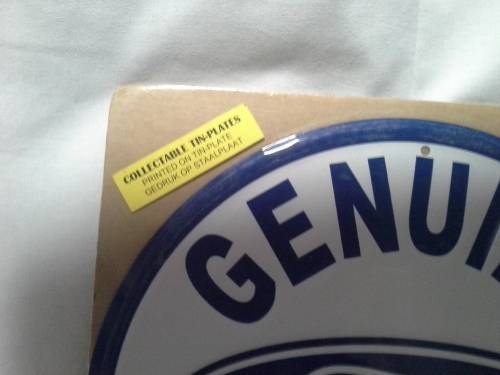 COLLECTABLE TIN-PLATES
PRINTED ON TIN-PLATE
GEDRUK OP STAALPLAAT
GENUI